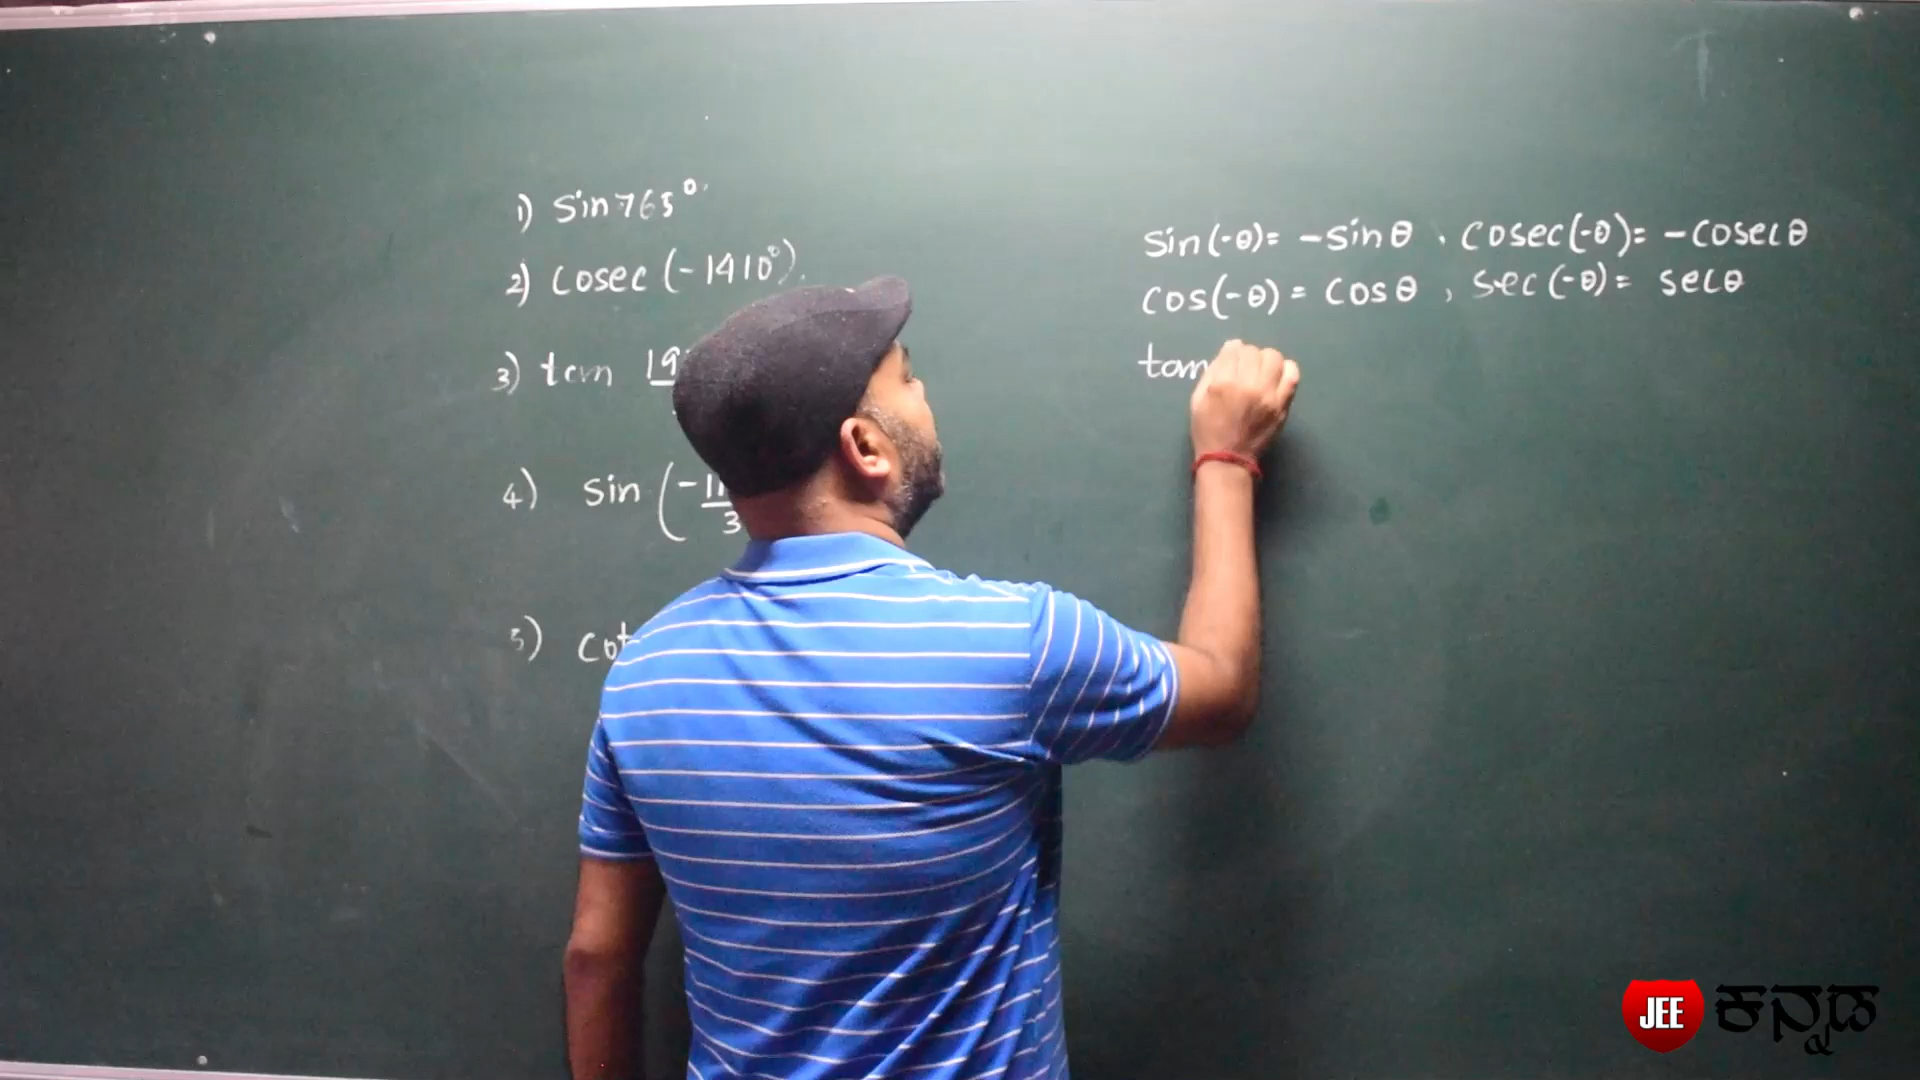 1) Sin 765°
2) Cosec (-1410°).
3) tan 19
4) Sin (-11
3
5) cot
Sin(-θ)= -Sinθ , Cosec(-θ)= -Cosecθ
Cos(-θ) = Cosθ , Sec(-θ)= Secθ
tan
JEE ಕನ್ನಡ